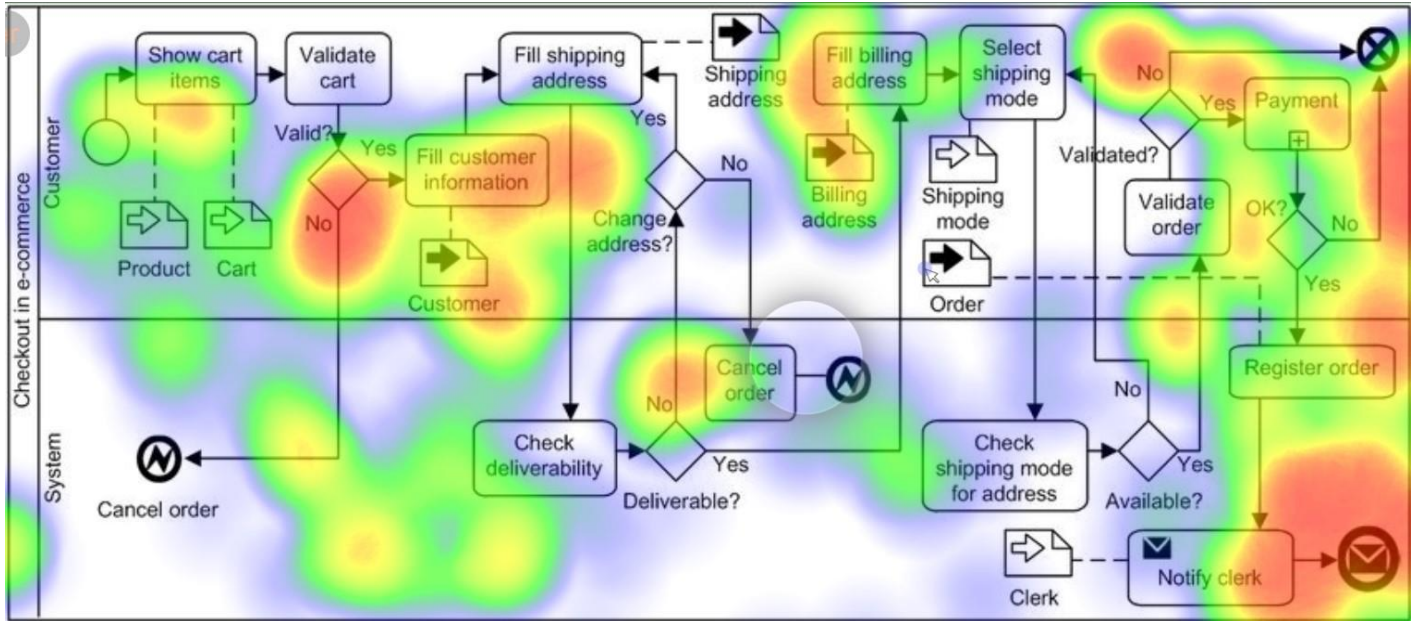 Checkout in e-commerce
Customer
Show cart
items
Validate
cart
Valid?
Yes
No
Product
Cart
Fill customer
information
Customer
Fill shipping
address
Shipping
address
Yes
No
Change
address?
Fill billing
address
Billing
address
Select
shipping
mode
Shipping
mode
Order
No
Yes
Validated?
Validate
order
Payment
OK?
No
Yes
System
Cancel order
Check
deliverability
No
Yes
Deliverable?
Cancel
order
Check
shipping mode
for address
No
Yes
Available?
Register order
Clerk
Notify clerk